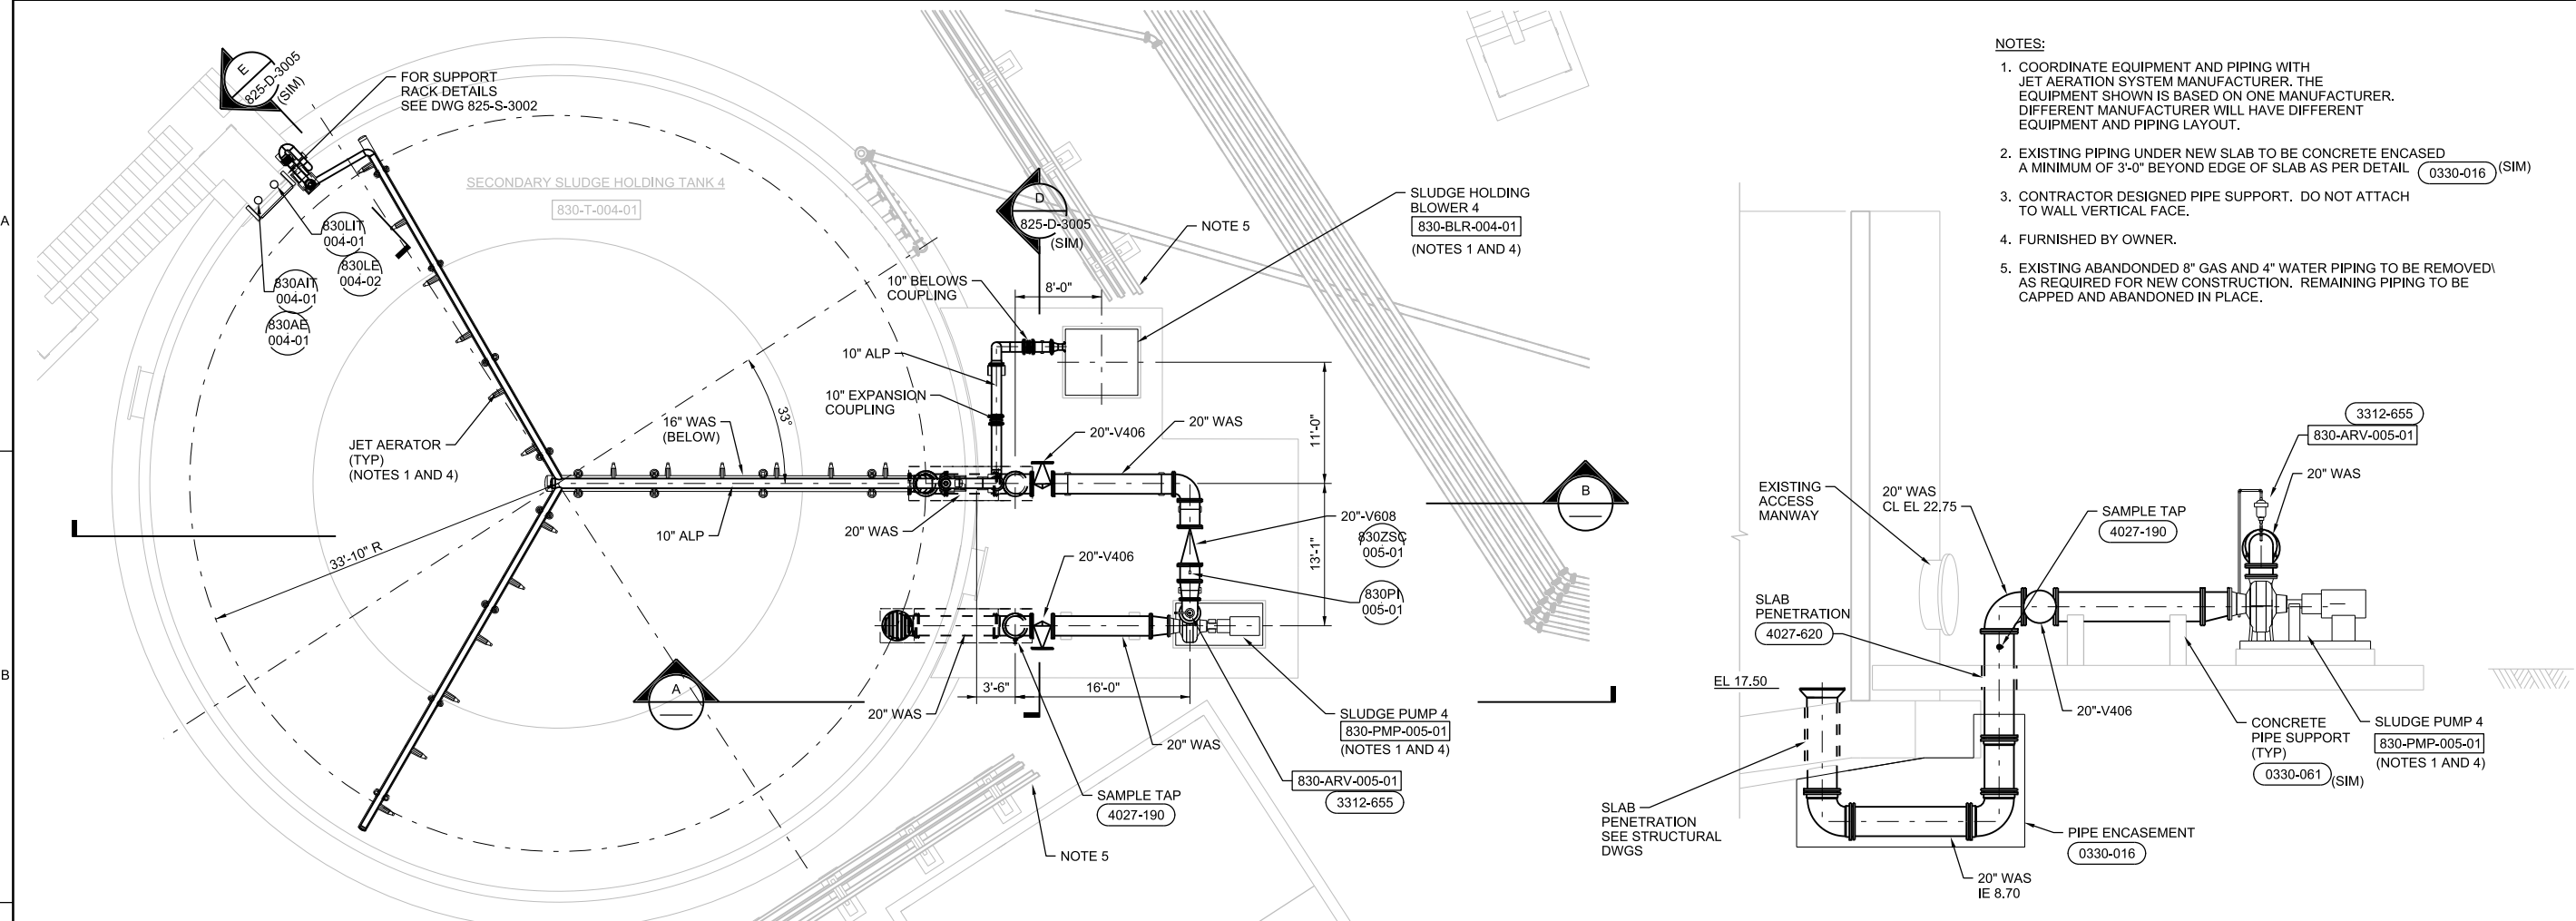 E
825-D-3005
(SIM)
FOR SUPPORT
RACK DETAILS
SEE DWG 825-S-3002
SECONDARY SLUDGE HOLDING TANK 4
830-T-004-01
830LIT
004-01
830LE
004-02
830AIT
004-01
830AE
004-01
JET AERATOR
(TYP)
(NOTES 1 AND 4)
33'-10" R
16" WAS
(BELOW)
10" ALP
33°
10" BELOWS
COUPLING
10" ALP
10" EXPANSION
COUPLING
D
825-D-3005
(SIM)
8'-0"
NOTE 5
SLUDGE HOLDING
BLOWER 4
830-BLR-004-01
(NOTES 1 AND 4)
20"-V406
20" WAS
11'-0"
13'-1"
20" WAS
20"-V406
20"-V608
830ZSC
005-01
830PI
005-01
A
3'-6"
16'-0"
20" WAS
20" WAS
SLUDGE PUMP 4
830-PMP-005-01
(NOTES 1 AND 4)
830-ARV-005-01
3312-655
SAMPLE TAP
4027-190
NOTE 5
B
A
B
NOTES:
1. COORDINATE EQUIPMENT AND PIPING WITH
JET AERATION SYSTEM MANUFACTURER. THE
EQUIPMENT SHOWN IS BASED ON ONE MANUFACTURER.
DIFFERENT MANUFACTURER WILL HAVE DIFFERENT
EQUIPMENT AND PIPING LAYOUT.
2. EXISTING PIPING UNDER NEW SLAB TO BE CONCRETE ENCASED
A MINIMUM OF 3'-0" BEYOND EDGE OF SLAB AS PER DETAIL 0330-016 (SIM)
3. CONTRACTOR DESIGNED PIPE SUPPORT. DO NOT ATTACH
TO WALL VERTICAL FACE.
4. FURNISHED BY OWNER.
5. EXISTING ABANDONDED 8" GAS AND 4" WATER PIPING TO BE REMOVED\
AS REQUIRED FOR NEW CONSTRUCTION. REMAINING PIPING TO BE
CAPPED AND ABANDONED IN PLACE.
3312-655
830-ARV-005-01
20" WAS
EXISTING
ACCESS
MANWAY
20" WAS
CL EL 22.75
SAMPLE TAP
4027-190
SLAB
PENETRATION
4027-620
EL 17.50
20"-V406
CONCRETE
PIPE SUPPORT
(TYP)
0330-061 (SIM)
SLUDGE PUMP 4
830-PMP-005-01
(NOTES 1 AND 4)
SLAB
PENETRATION
SEE STRUCTURAL
DWGS
PIPE ENCASEMENT
0330-016
20" WAS
IE 8.70